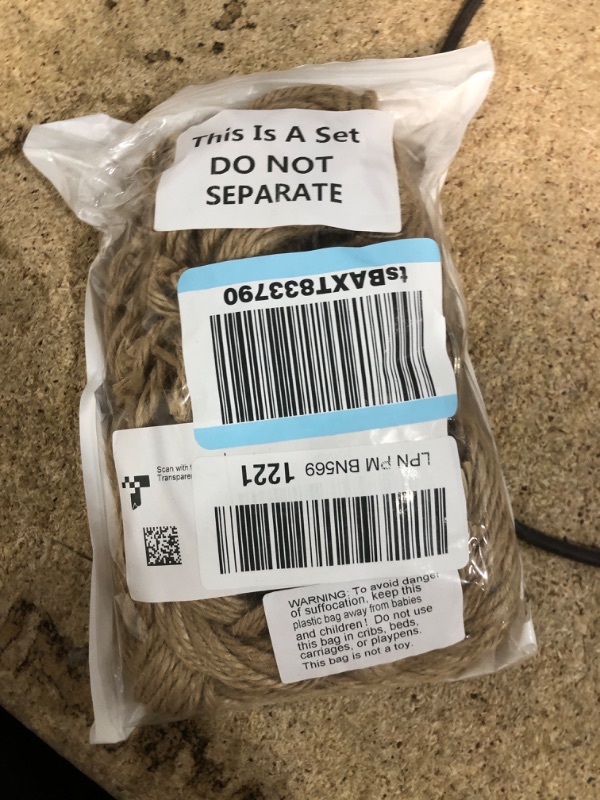 This Is A Set
DO NOT
SEPARATE
tsBAXT833790
LPN PM BN569 1221
Scan with
Transpare
WARNING: To avoid danger
of suffocation, keep this
plastic bag away from babies
and children! Do not use
this bag in cribs, beds,
carriages, or playpens.
This bag is not a toy.